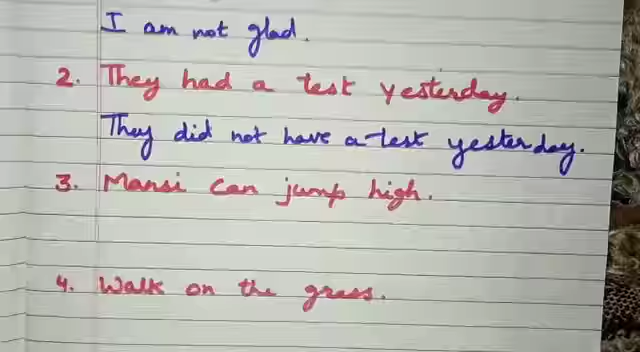 I am not glad.
2. They had a test yesterday.
They did not have a test yesterday.
3. Mansi can jump high.
4. Walk on the grass.